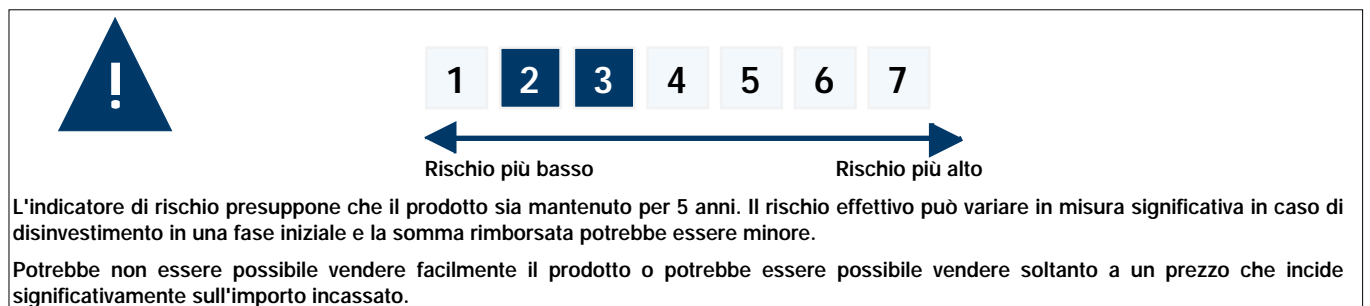 !
1 2 3 4 5 6 7
Rischio più basso Rischio più alto
L'indicatore di rischio presuppone che il prodotto sia mantenuto per 5 anni. Il rischio effettivo può variare in misura significativa in caso di
disinvestimento in una fase iniziale e la somma rimborsata potrebbe essere minore.
Potrebbe non essere possibile vendere facilmente il prodotto o potrebbe essere possibile vendere soltanto a un prezzo che incide
significativamente sull'importo incassato.